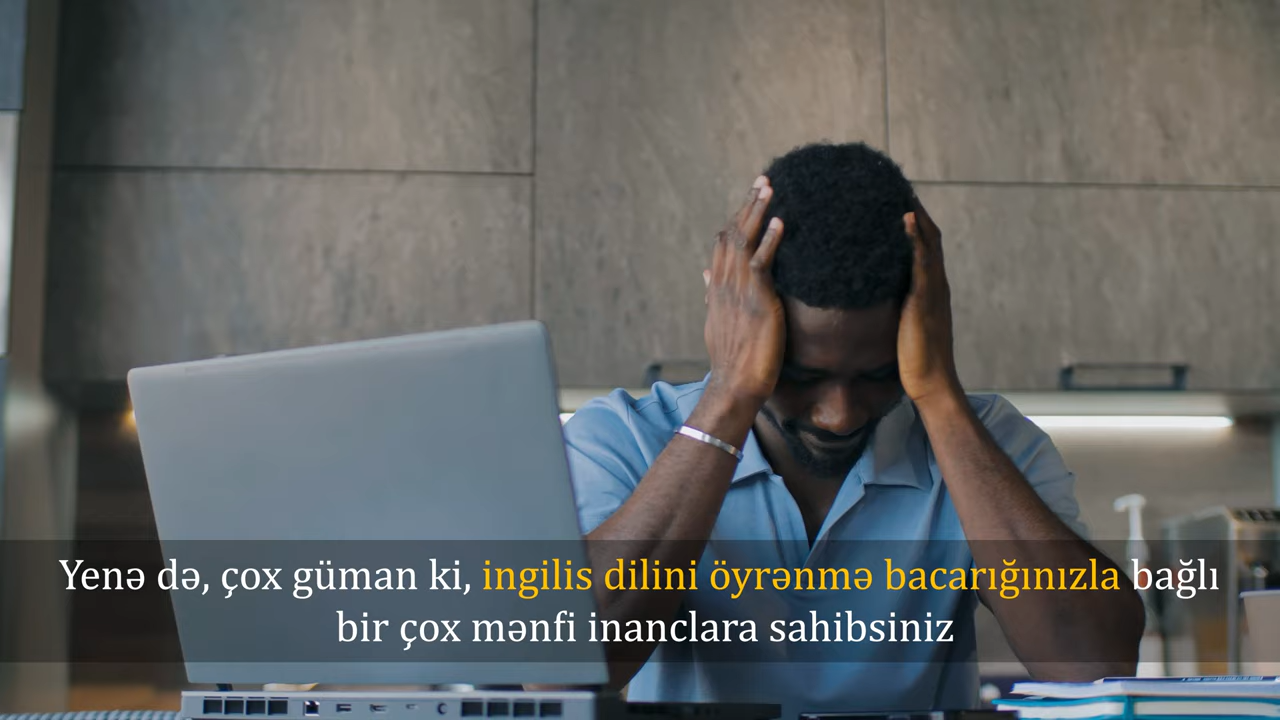 Yenə də, çox güman ki, ingilis dilini öyrənmə bacarığınızla bağlı
bir çox mənfi inanclara sahibsiniz